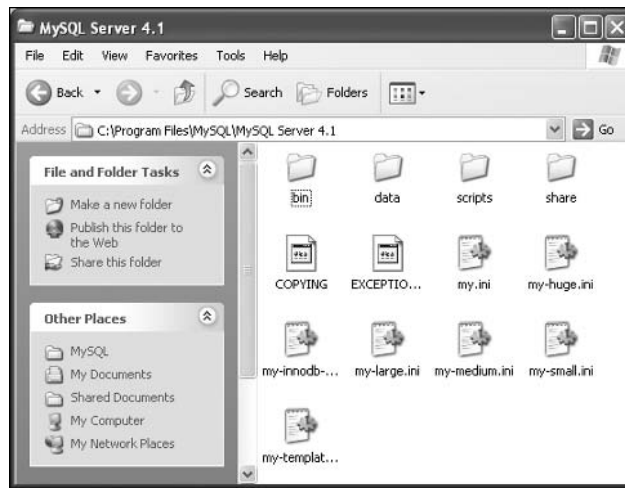 MySQL Server 4.1
File Edit View Favorites Tools Help
Back Search Folders
Address C:\Program Files\MySQL\MySQL Server 4.1 Go
File and Folder Tasks
Make a new folder
Publish this folder to
the Web
Share this folder
Other Places
MySQL
My Documents
Shared Documents
My Computer
My Network Places
bin data scripts share
COPYING EXCEPTIO... my.ini my-huge.ini
my-innodb-... my-large.ini my-medium.ini my-small.ini
my-templat...